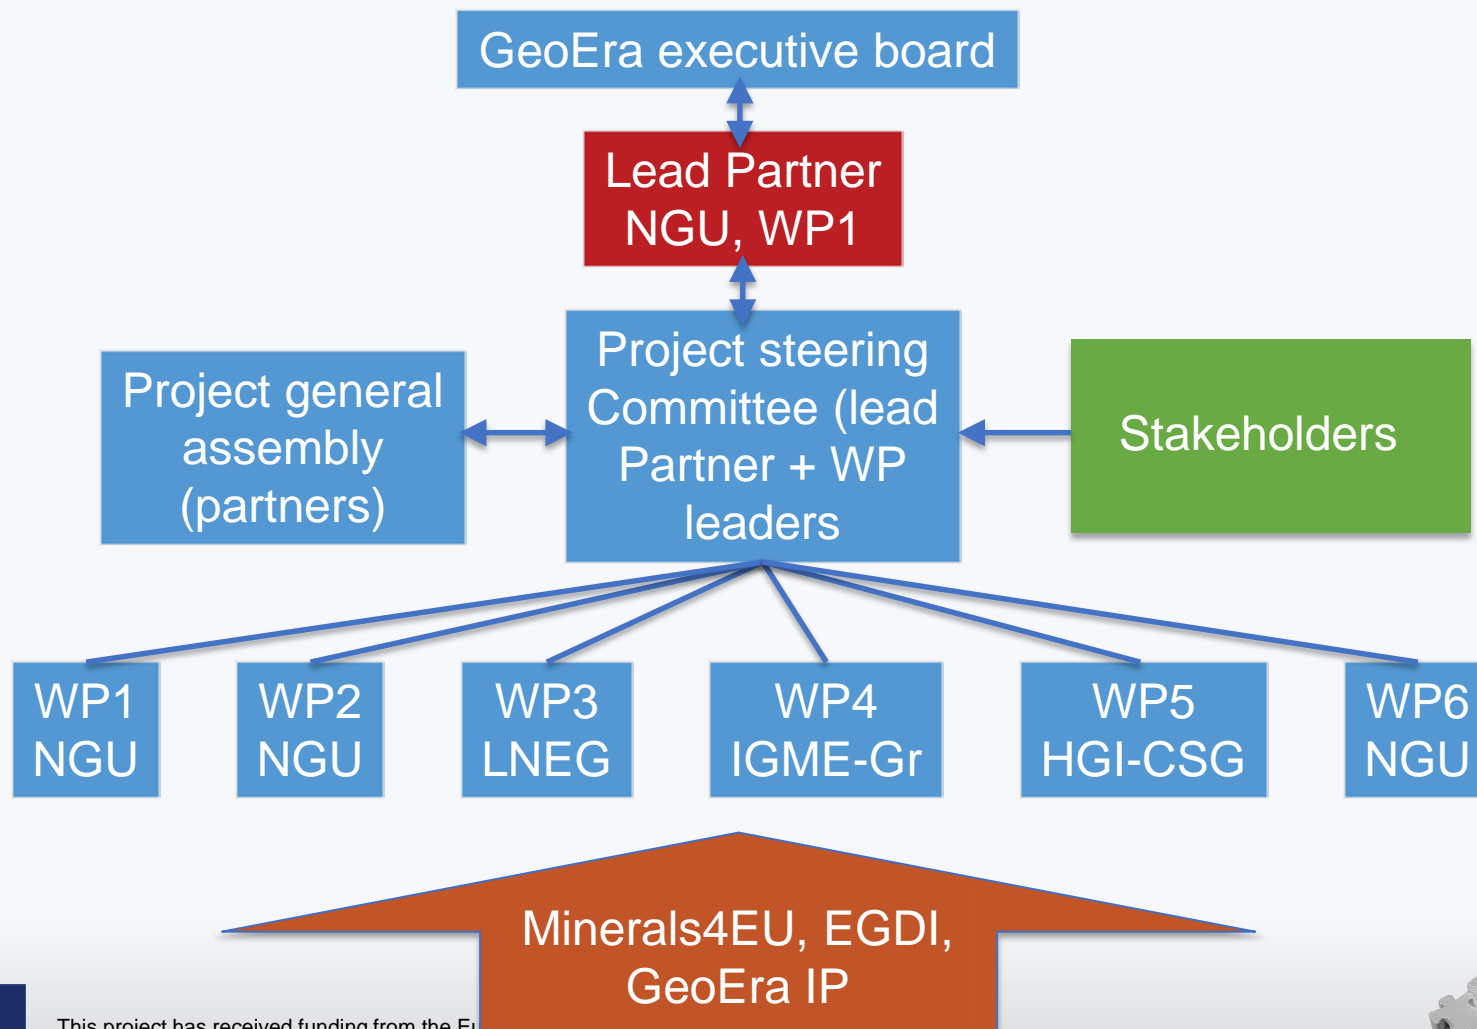 GeoEra executive board
Lead Partner
NGU, WP1
Project general
assembly
(partners)
Project steering
Committee (lead
Partner + WP
leaders
Stakeholders
WP1
NGU
WP2
NGU
WP3
LNEG
WP4
IGME-Gr
WP5
HGI-CSG
WP6
NGU
Minerals4EU, EGDI,
GeoEra IP
This project has received funding from the